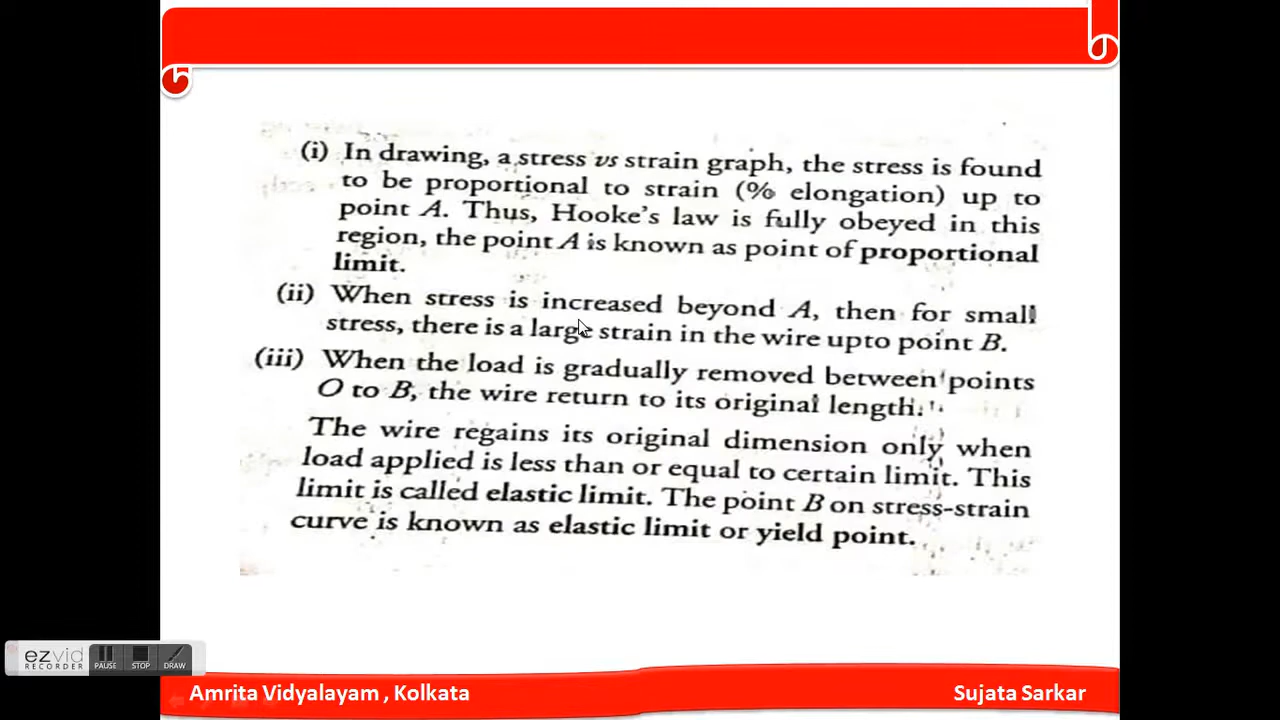 (i) In drawing, a stress vs strain graph, the stress is found
to be proportional to strain (% elongation) up to
point A. Thus, Hooke's law is fully obeyed in this
region, the point A is known as point of proportional
limit.
(ii) When stress is increased beyond A, then for small
stress, there is a large strain in the wire upto point B.
(iii) When the load is gradually removed between points
O to B, the wire return to its original length.
The wire regains its original dimension only when
load applied is less than or equal to certain limit. This
limit is called elastic limit. The point B on stress-strain
curve is known as elastic limit or yield point.
ezvid
RECORDER
PAUSE
STOP
DRAW
Amrita Vidyalayam , Kolkata
Sujata Sarkar